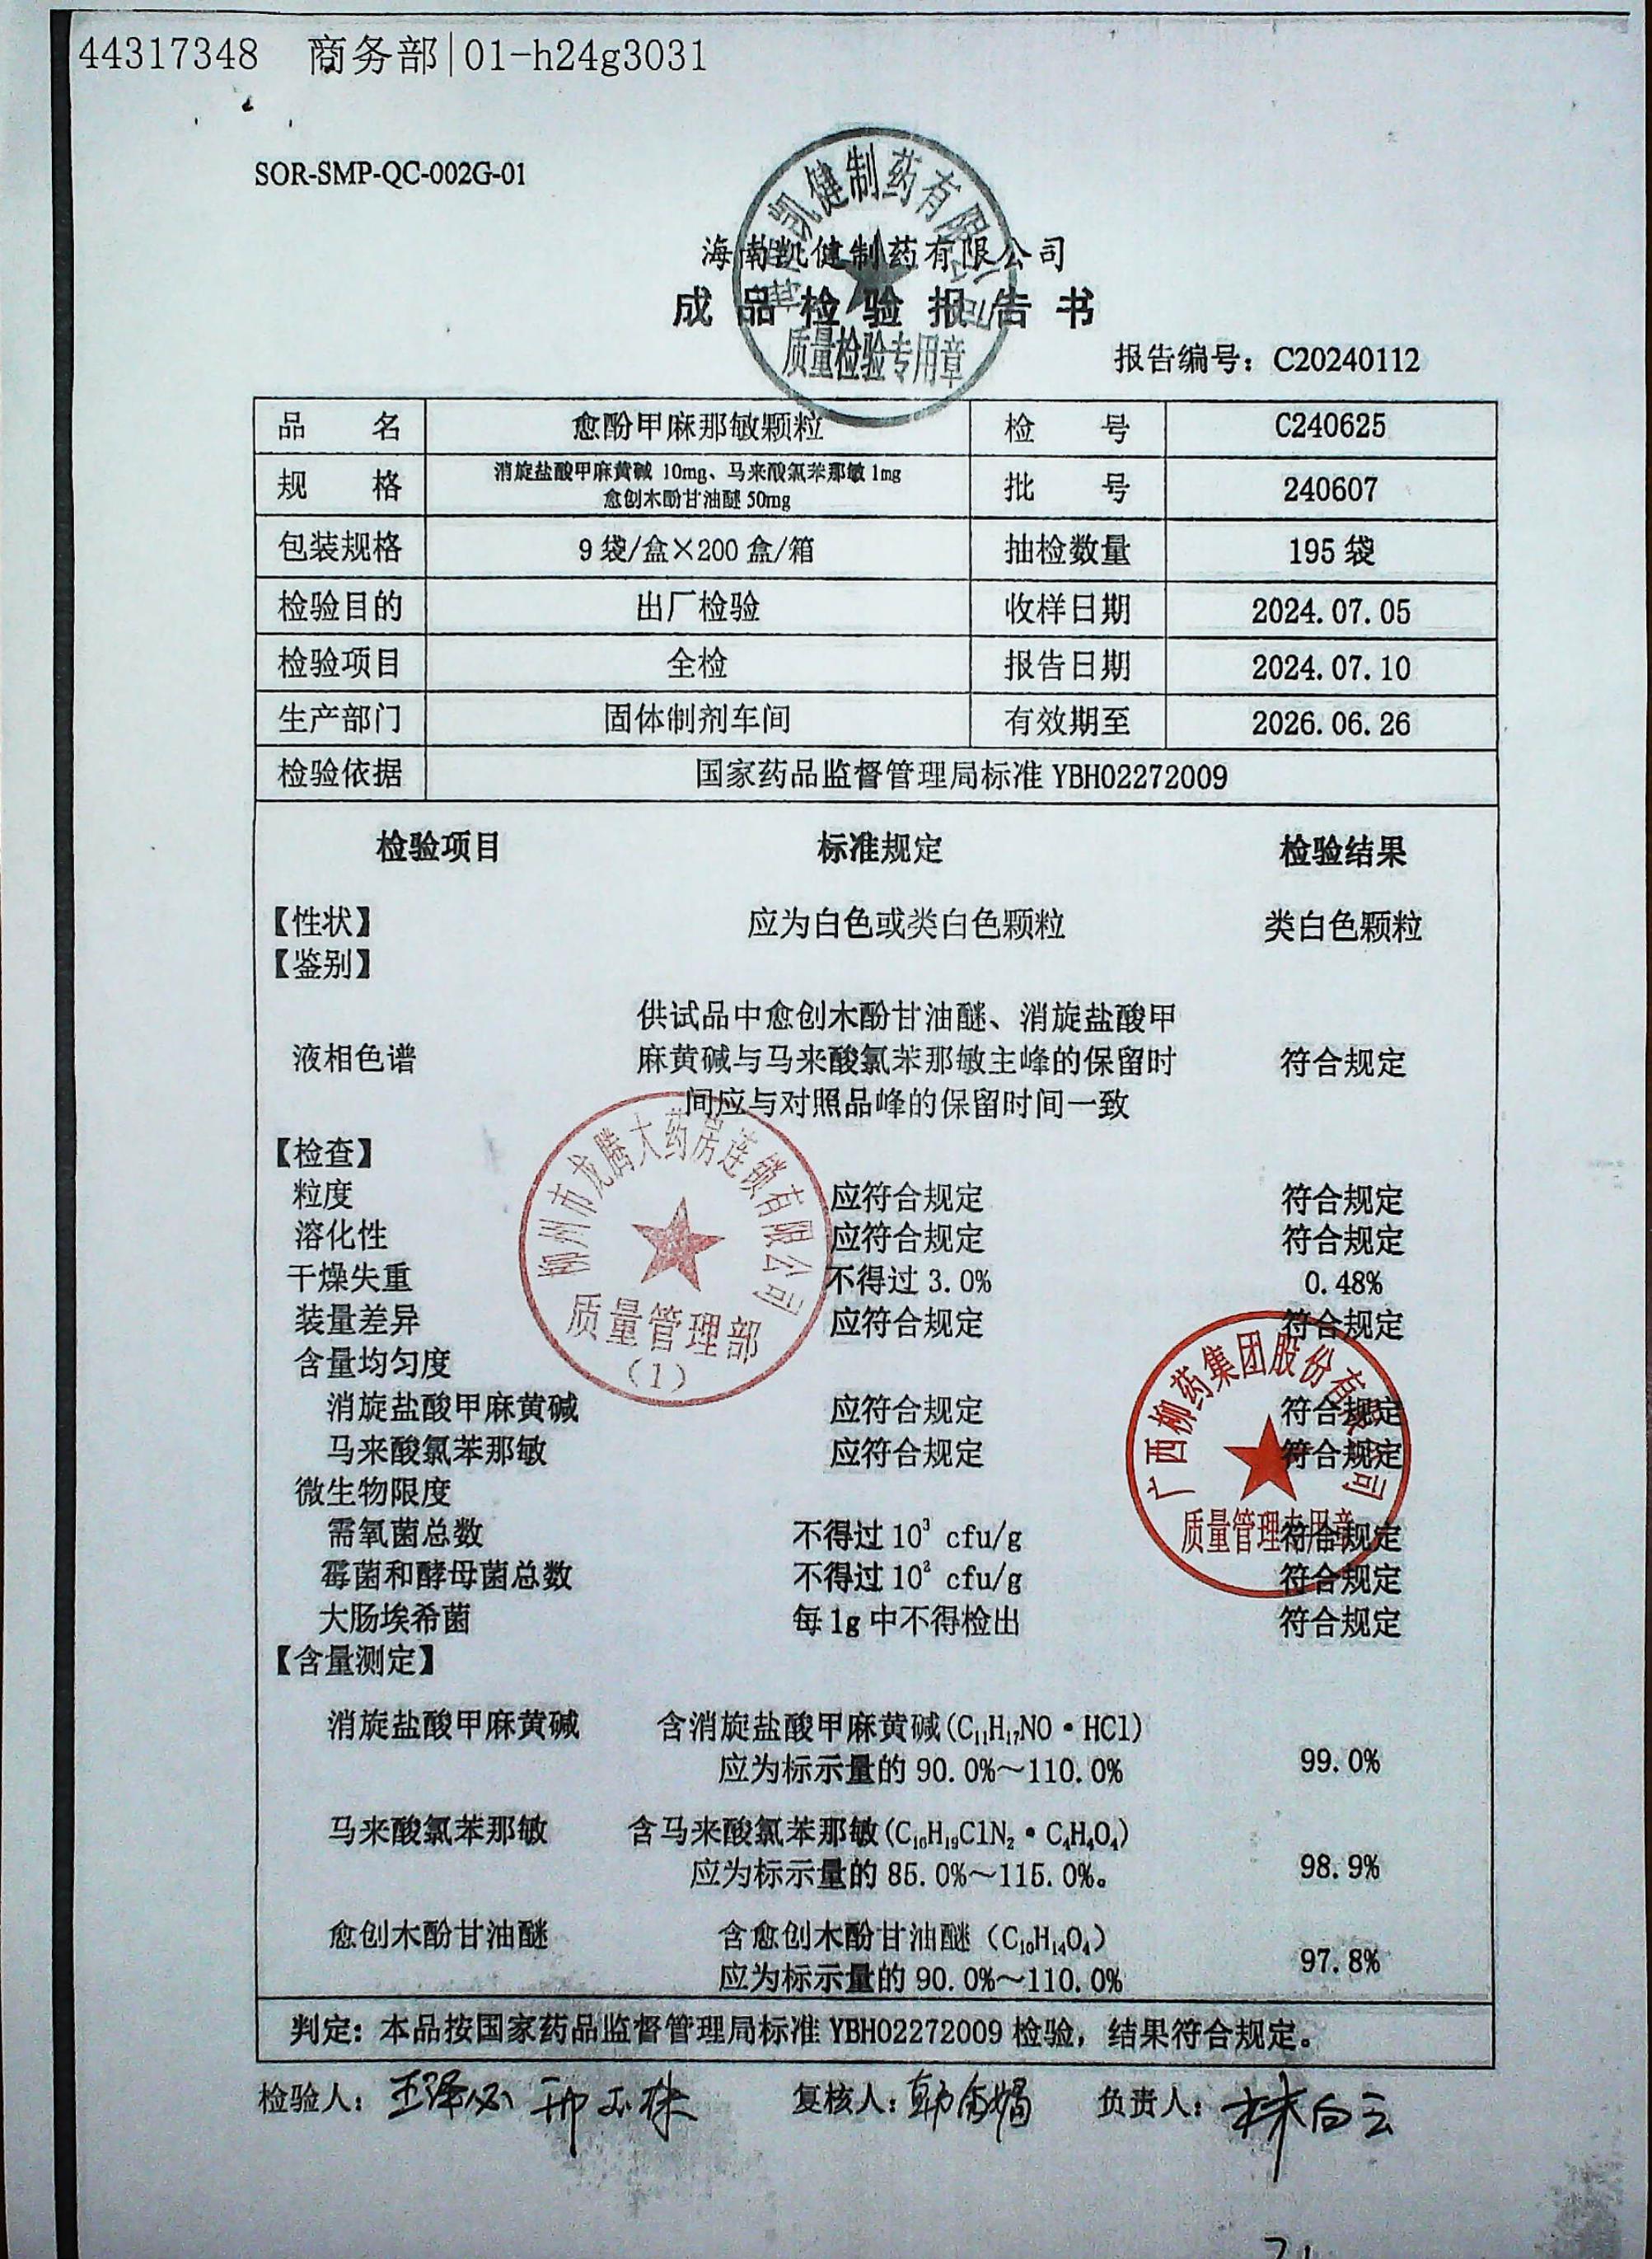 44317348 商务部|01-h24g3031
SOR-SMP-QC-002G-01
海南凯健制药有限公司
成品检验报告书
质量检验专用章
报告编号：C20240112
品 名 愈酚甲麻那敏颗粒 检 号 C240625
规 格 消旋盐酸甲麻黄碱 10mg、马来酸氯苯那敏 1mg 批 号 240607
愈创木酚甘油醚 50mg
包装规格 9 袋/盒×200 盒/箱 抽检数量 195 袋
检验目的 出厂检验 收样日期 2024.07.05
检验项目 全检 报告日期 2024.07.10
生产部门 固体制剂车间 有效期至 2026.06.26
检验依据 国家药品监督管理局标准 YBH02272009
检验项目 标准规定 检验结果
【性状】 应为白色或类白色颗粒 类白色颗粒
【鉴别】
供试品中愈创木酚甘油醚、消旋盐酸甲
液相色谱 麻黄碱与马来酸氯苯那敏主峰的保留时 符合规定
间应与对照品峰的保留时间一致
【检查】
粒度 应符合规定 符合规定
溶化性 应符合规定 符合规定
干燥失重 不得过 3.0% 0.48%
装量差异 应符合规定 符合规定
含量均匀度
消旋盐酸甲麻黄碱 应符合规定 符合规定
马来酸氯苯那敏 应符合规定 符合规定
微生物限度
需氧菌总数 不得过 10³ cfu/g 符合规定
霉菌和酵母菌总数 不得过 10² cfu/g 符合规定
大肠埃希菌 每 1g 中不得检出 符合规定
柳州市龙腾大药房连锁有限公司
质量管理部
（1）
广西柳药集团股份有限公司
质量管理专用章
【含量测定】
消旋盐酸甲麻黄碱 含消旋盐酸甲麻黄碱(C₁₁H₁₇NO·HCl)
应为标示量的 90.0%～110.0% 99.0%
马来酸氯苯那敏 含马来酸氯苯那敏(C₁₆H₁₉ClN₂·C₄H₄O₄)
应为标示量的 85.0%～115.0%。 98.9%
愈创木酚甘油醚 含愈创木酚甘油醚（C₁₀H₁₄O₄）
应为标示量的 90.0%～110.0% 97.8%
判定：本品按国家药品监督管理局标准 YBH02272009 检验，结果符合规定。
检验人： 复核人： 负责人：林白云